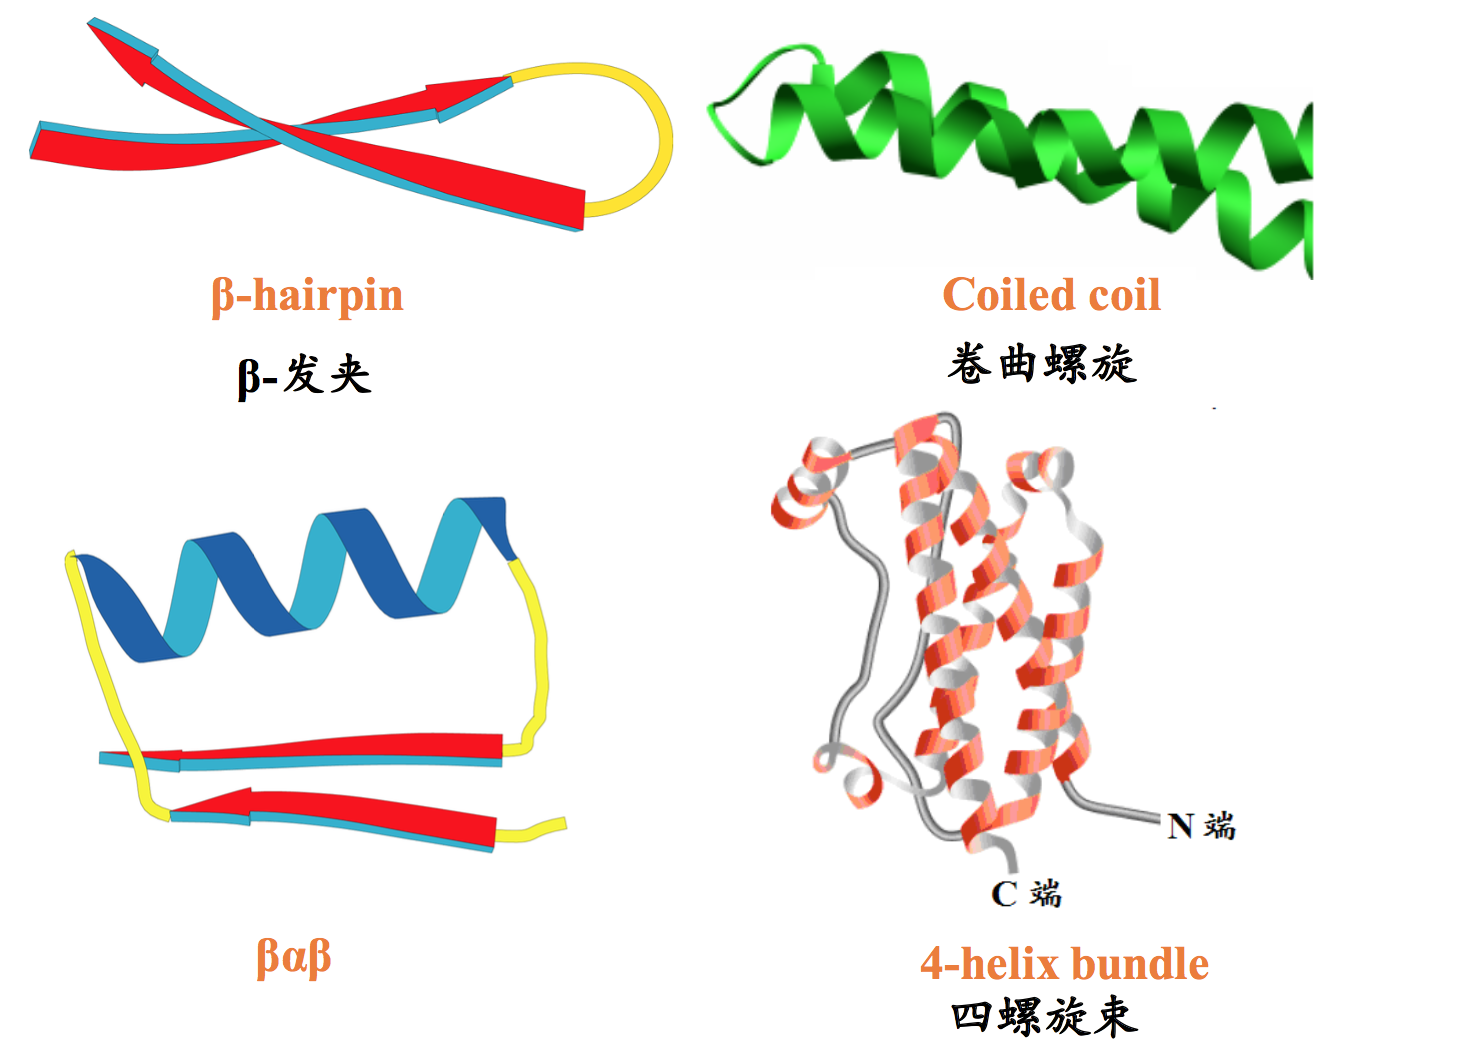 β-hairpin
β-发夹
Coiled coil
卷曲螺旋
βαβ
N 端
C 端
4-helix bundle
四螺旋束